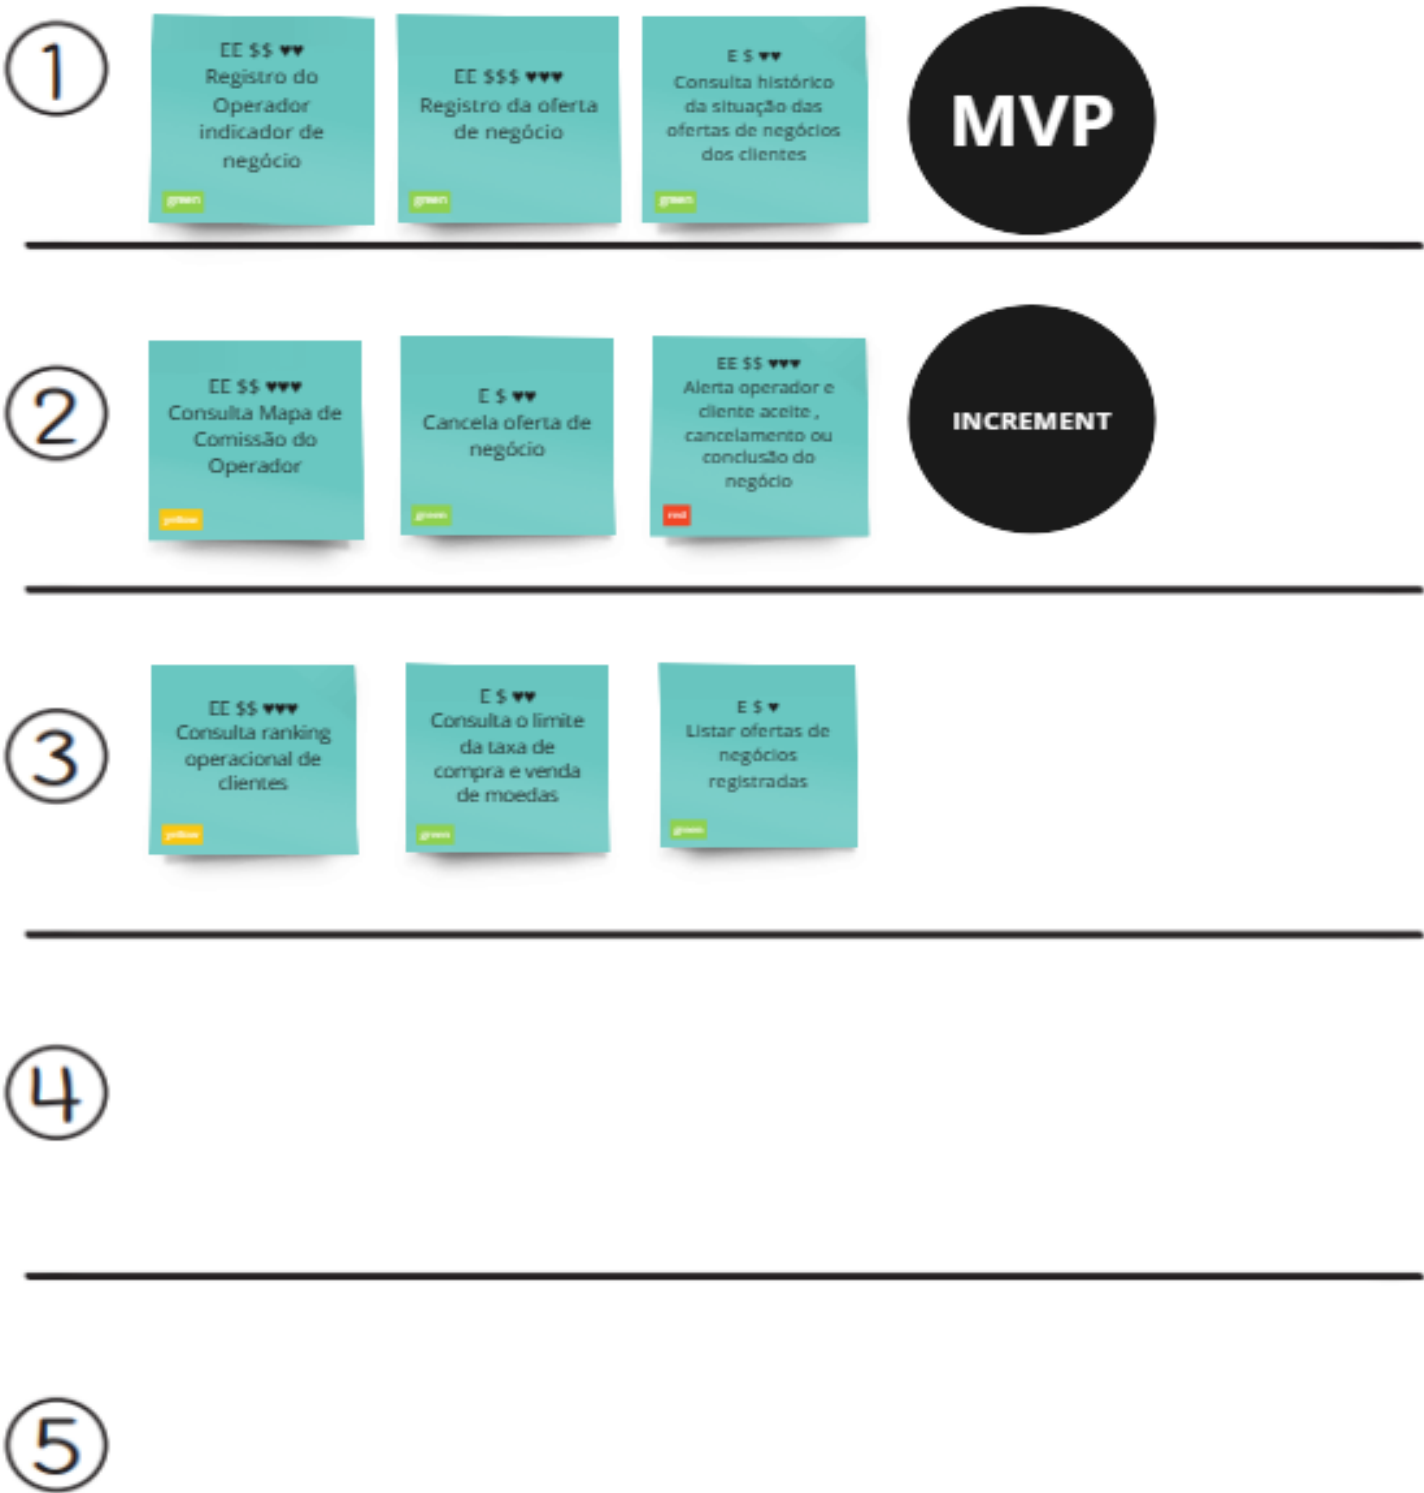 1
EE $$ ♥♥
Registro do
Operador
indicador de
negócio
green
EE $$$ ♥♥♥
Registro da oferta
de negócio
green
E $ ♥♥
Consulta histórico
da situação das
ofertas de negócios
dos clientes
green
MVP
2
EE $$ ♥♥♥
Consulta Mapa de
Comissão do
Operador
yellow
E $ ♥♥
Cancela oferta de
negócio
green
EE $$ ♥♥♥
Alerta operador e
cliente aceite ,
cancelamento ou
conclusão do
negócio
red
INCREMENT
3
EE $$ ♥♥♥
Consulta ranking
operacional de
clientes
yellow
E $ ♥♥
Consulta o limite
da taxa de
compra e venda
de moedas
green
E $ ♥
Listar ofertas de
negócios
registradas
green
4
5